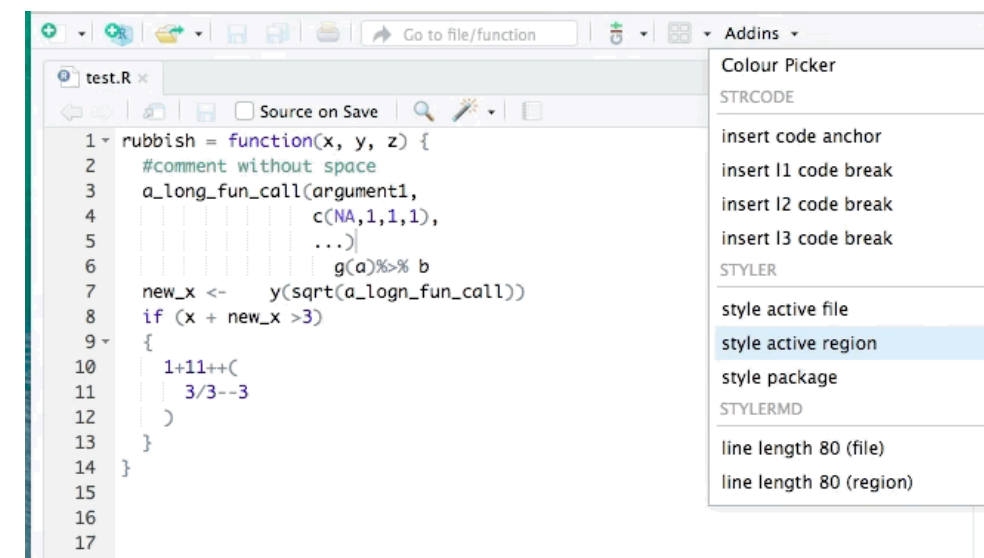 Go to file/function
Addins
test.R
Source on Save
1 rubbish = function(x, y, z) {
2 #comment without space
3 a_long_fun_call(argument1,
4 c(NA,1,1,1),
5 ...)
6 g(a)%>% b
7 new_x <-    y(sqrt(a_logn_fun_call))
8 if (x + new_x >3)
9 {
10 1+11++(
11 3/3--3
12 )
13 }
14 }
15
16
17
Colour Picker
STRCODE
insert code anchor
insert l1 code break
insert l2 code break
insert l3 code break
STYLER
style active file
style active region
style package
STYLERMD
line length 80 (file)
line length 80 (region)